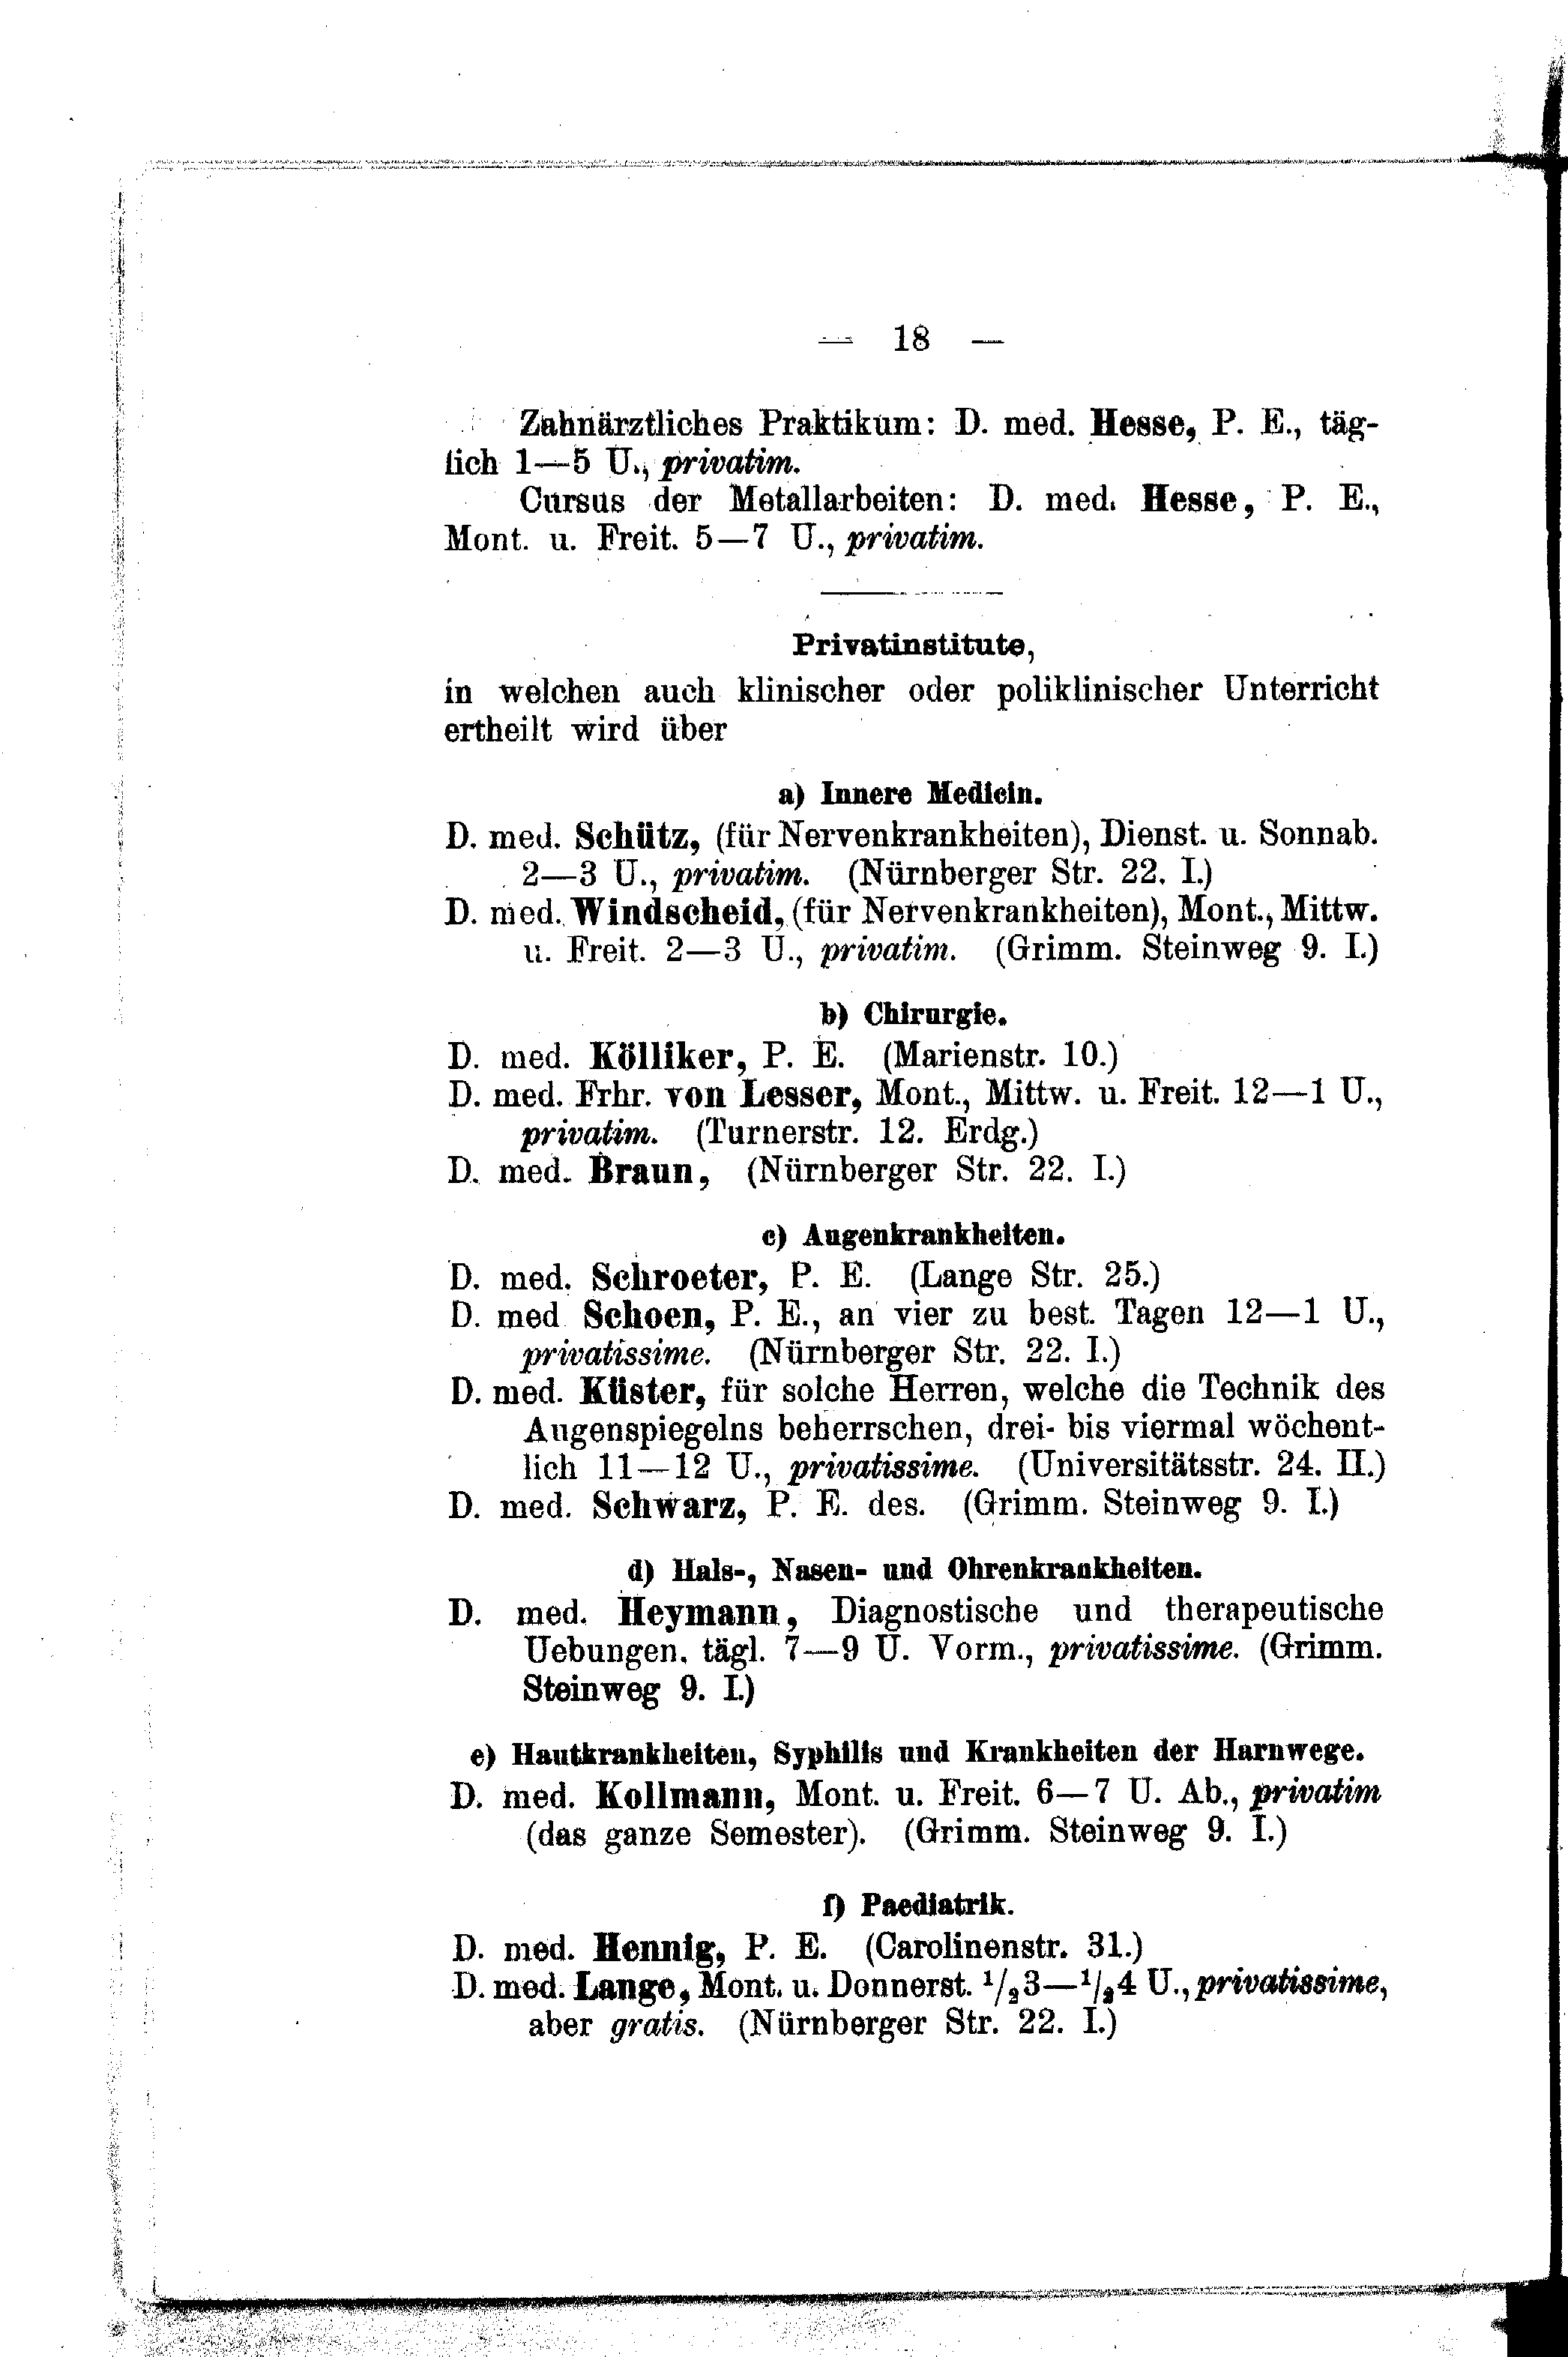 — 18 —
Zahnärztliches Praktikum: D. med. Hesse, P. E., täg-
lich 1—5 U., privatim.
Cursus der Metallarbeiten: D. med. Hesse, P. E.,
Mont. u. Freit. 5—7 U., privatim.
Privatinstitute,
in welchen auch klinischer oder poliklinischer Unterricht
ertheilt wird über
a) Innere Medicin.
D. med. Schütz, (für Nervenkrankheiten), Dienst. u. Sonnab.
2—3 U., privatim. (Nürnberger Str. 22. I.)
D. med. Windscheid, (für Nervenkrankheiten), Mont., Mittw.
u. Freit. 2—3 U., privatim. (Grimm. Steinweg 9. I.)
b) Chirurgie.
D. med. Kölliker, P. E. (Marienstr. 10.)
D. med. Frhr. von Lesser, Mont., Mittw. u. Freit. 12—1 U.,
privatim. (Turnerstr. 12. Erdg.)
D. med. Braun, (Nürnberger Str. 22. I.)
c) Augenkrankheiten.
D. med. Schroeter, P. E. (Lange Str. 25.)
D. med Schoen, P. E., an vier zu best. Tagen 12—1 U.,
privatissime. (Nürnberger Str. 22. I.)
D. med. Küster, für solche Herren, welche die Technik des
Augenspiegelns beherrschen, drei- bis viermal wöchent-
lich 11—12 U., privatissime. (Universitätsstr. 24. II.)
D. med. Schwarz, P. E. des. (Grimm. Steinweg 9. I.)
d) Hals-, Nasen- und Ohrenkrankheiten.
D. med. Heymann, Diagnostische und therapeutische
Uebungen. tägl. 7—9 U. Vorm., privatissime. (Grimm.
Steinweg 9. I.)
e) Hautkrankheiten, Syphilis und Krankheiten der Harnwege.
D. med. Kollmann, Mont. u. Freit. 6—7 U. Ab., privatim
(das ganze Semester). (Grimm. Steinweg 9. I.)
f) Paediatrik.
D. med. Hennig, P. E. (Carolinenstr. 31.)
D. med. Lange, Mont. u. Donnerst. ¹/₂3—¹/₂4 U., privatissime,
aber gratis. (Nürnberger Str. 22. I.)